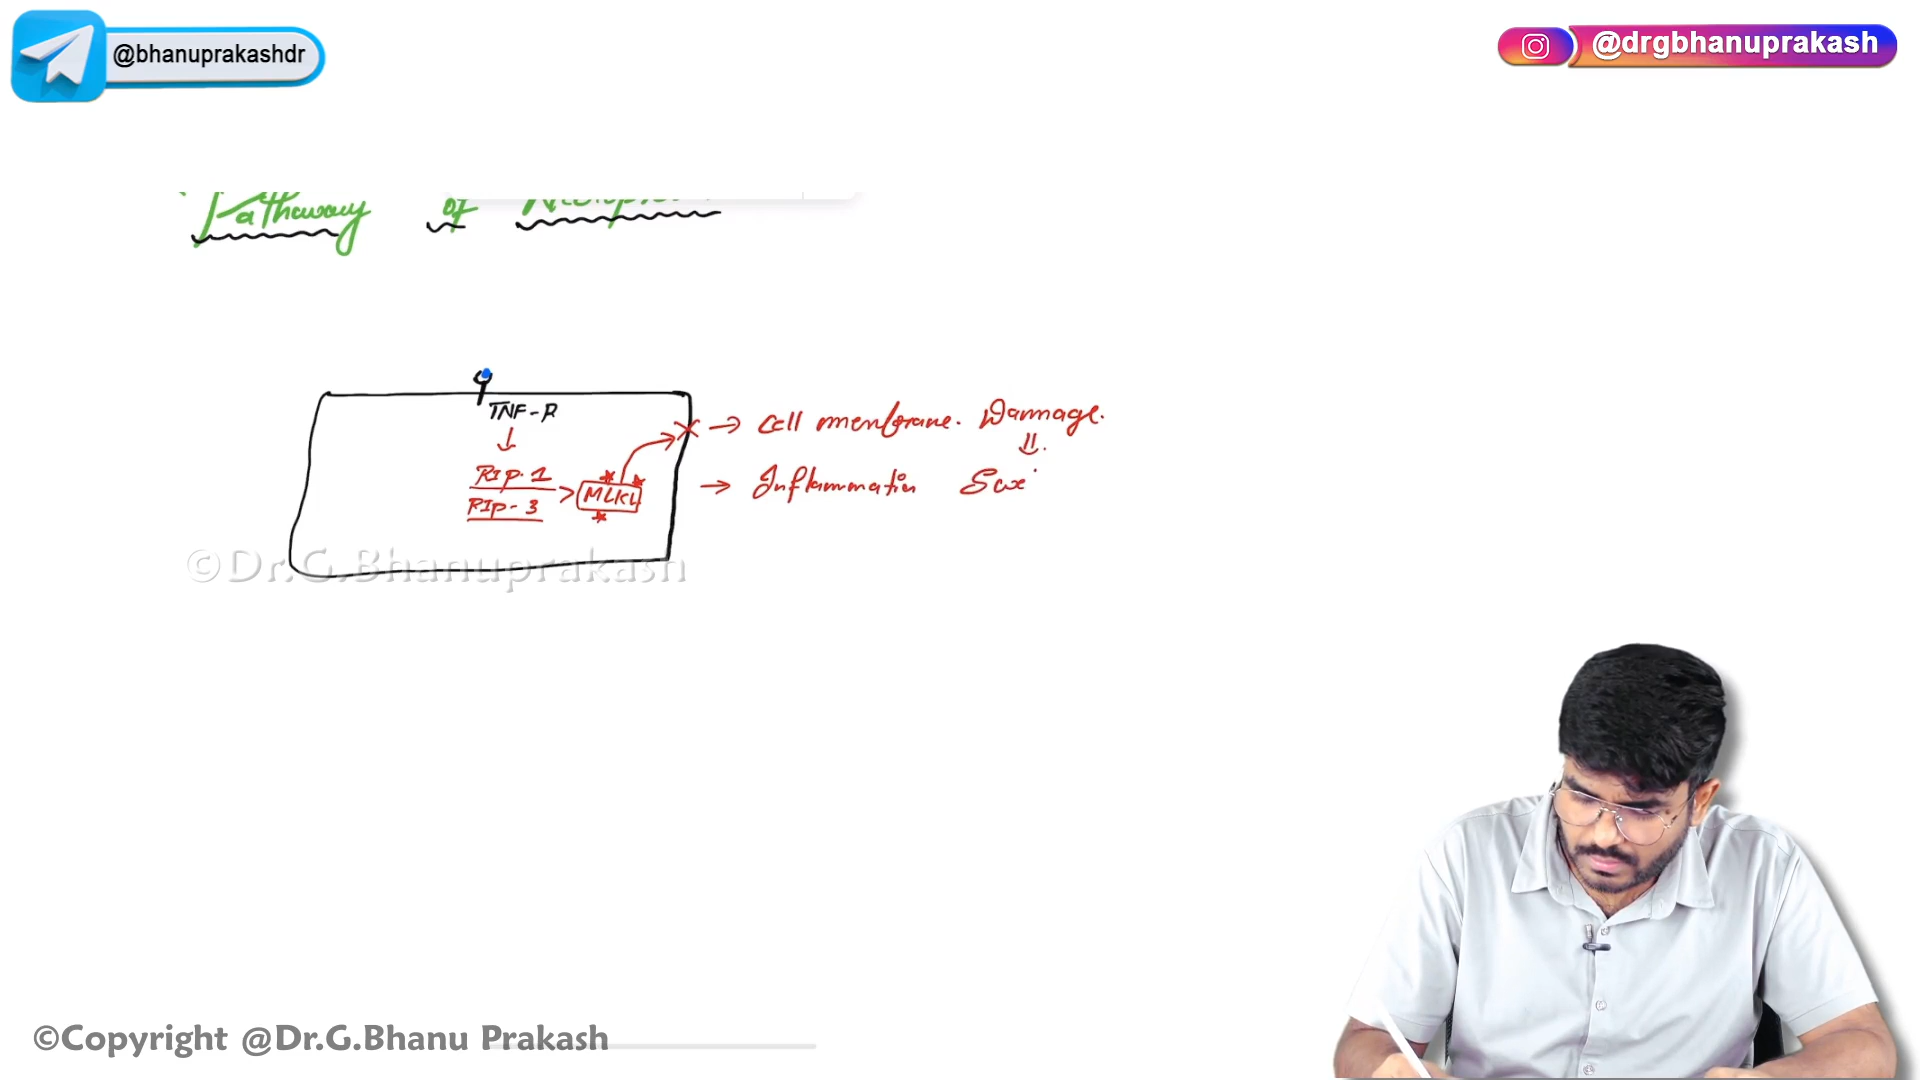 @bhanuprakashdr
@drgbhanuprakash
Pathway of
TNF-R
→ Cell membrane. Damage.
RIP.1
RIP-3
MLKL
→ Inflammation
©Dr.G.Bhanuprakash
©Copyright @Dr.G.Bhanu Prakash